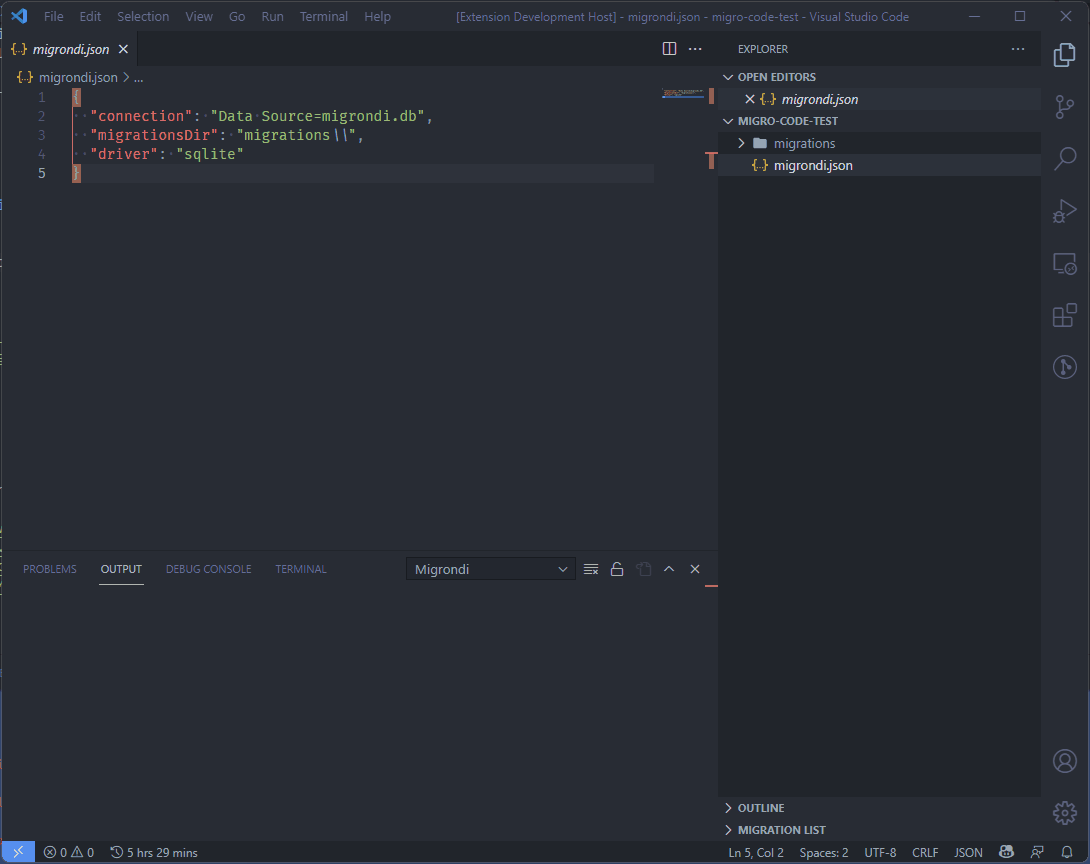 File Edit Selection View Go Run Terminal Help [Extension Development Host] - migrondi.json - migro-code-test - Visual Studio Code
{..} migrondi.json
{..} migrondi.json > ...
1 {
2 "connection": "Data Source=migrondi.db",
3 "migrationsDir": "migrations\\",
4 "driver": "sqlite"
5 }
PROBLEMS OUTPUT DEBUG CONSOLE TERMINAL Migrondi
EXPLORER
OPEN EDITORS
{..} migrondi.json
MIGRO-CODE-TEST
migrations
{..} migrondi.json
OUTLINE
MIGRATION LIST
0 0 5 hrs 29 mins Ln 5, Col 2 Spaces: 2 UTF-8 CRLF JSON